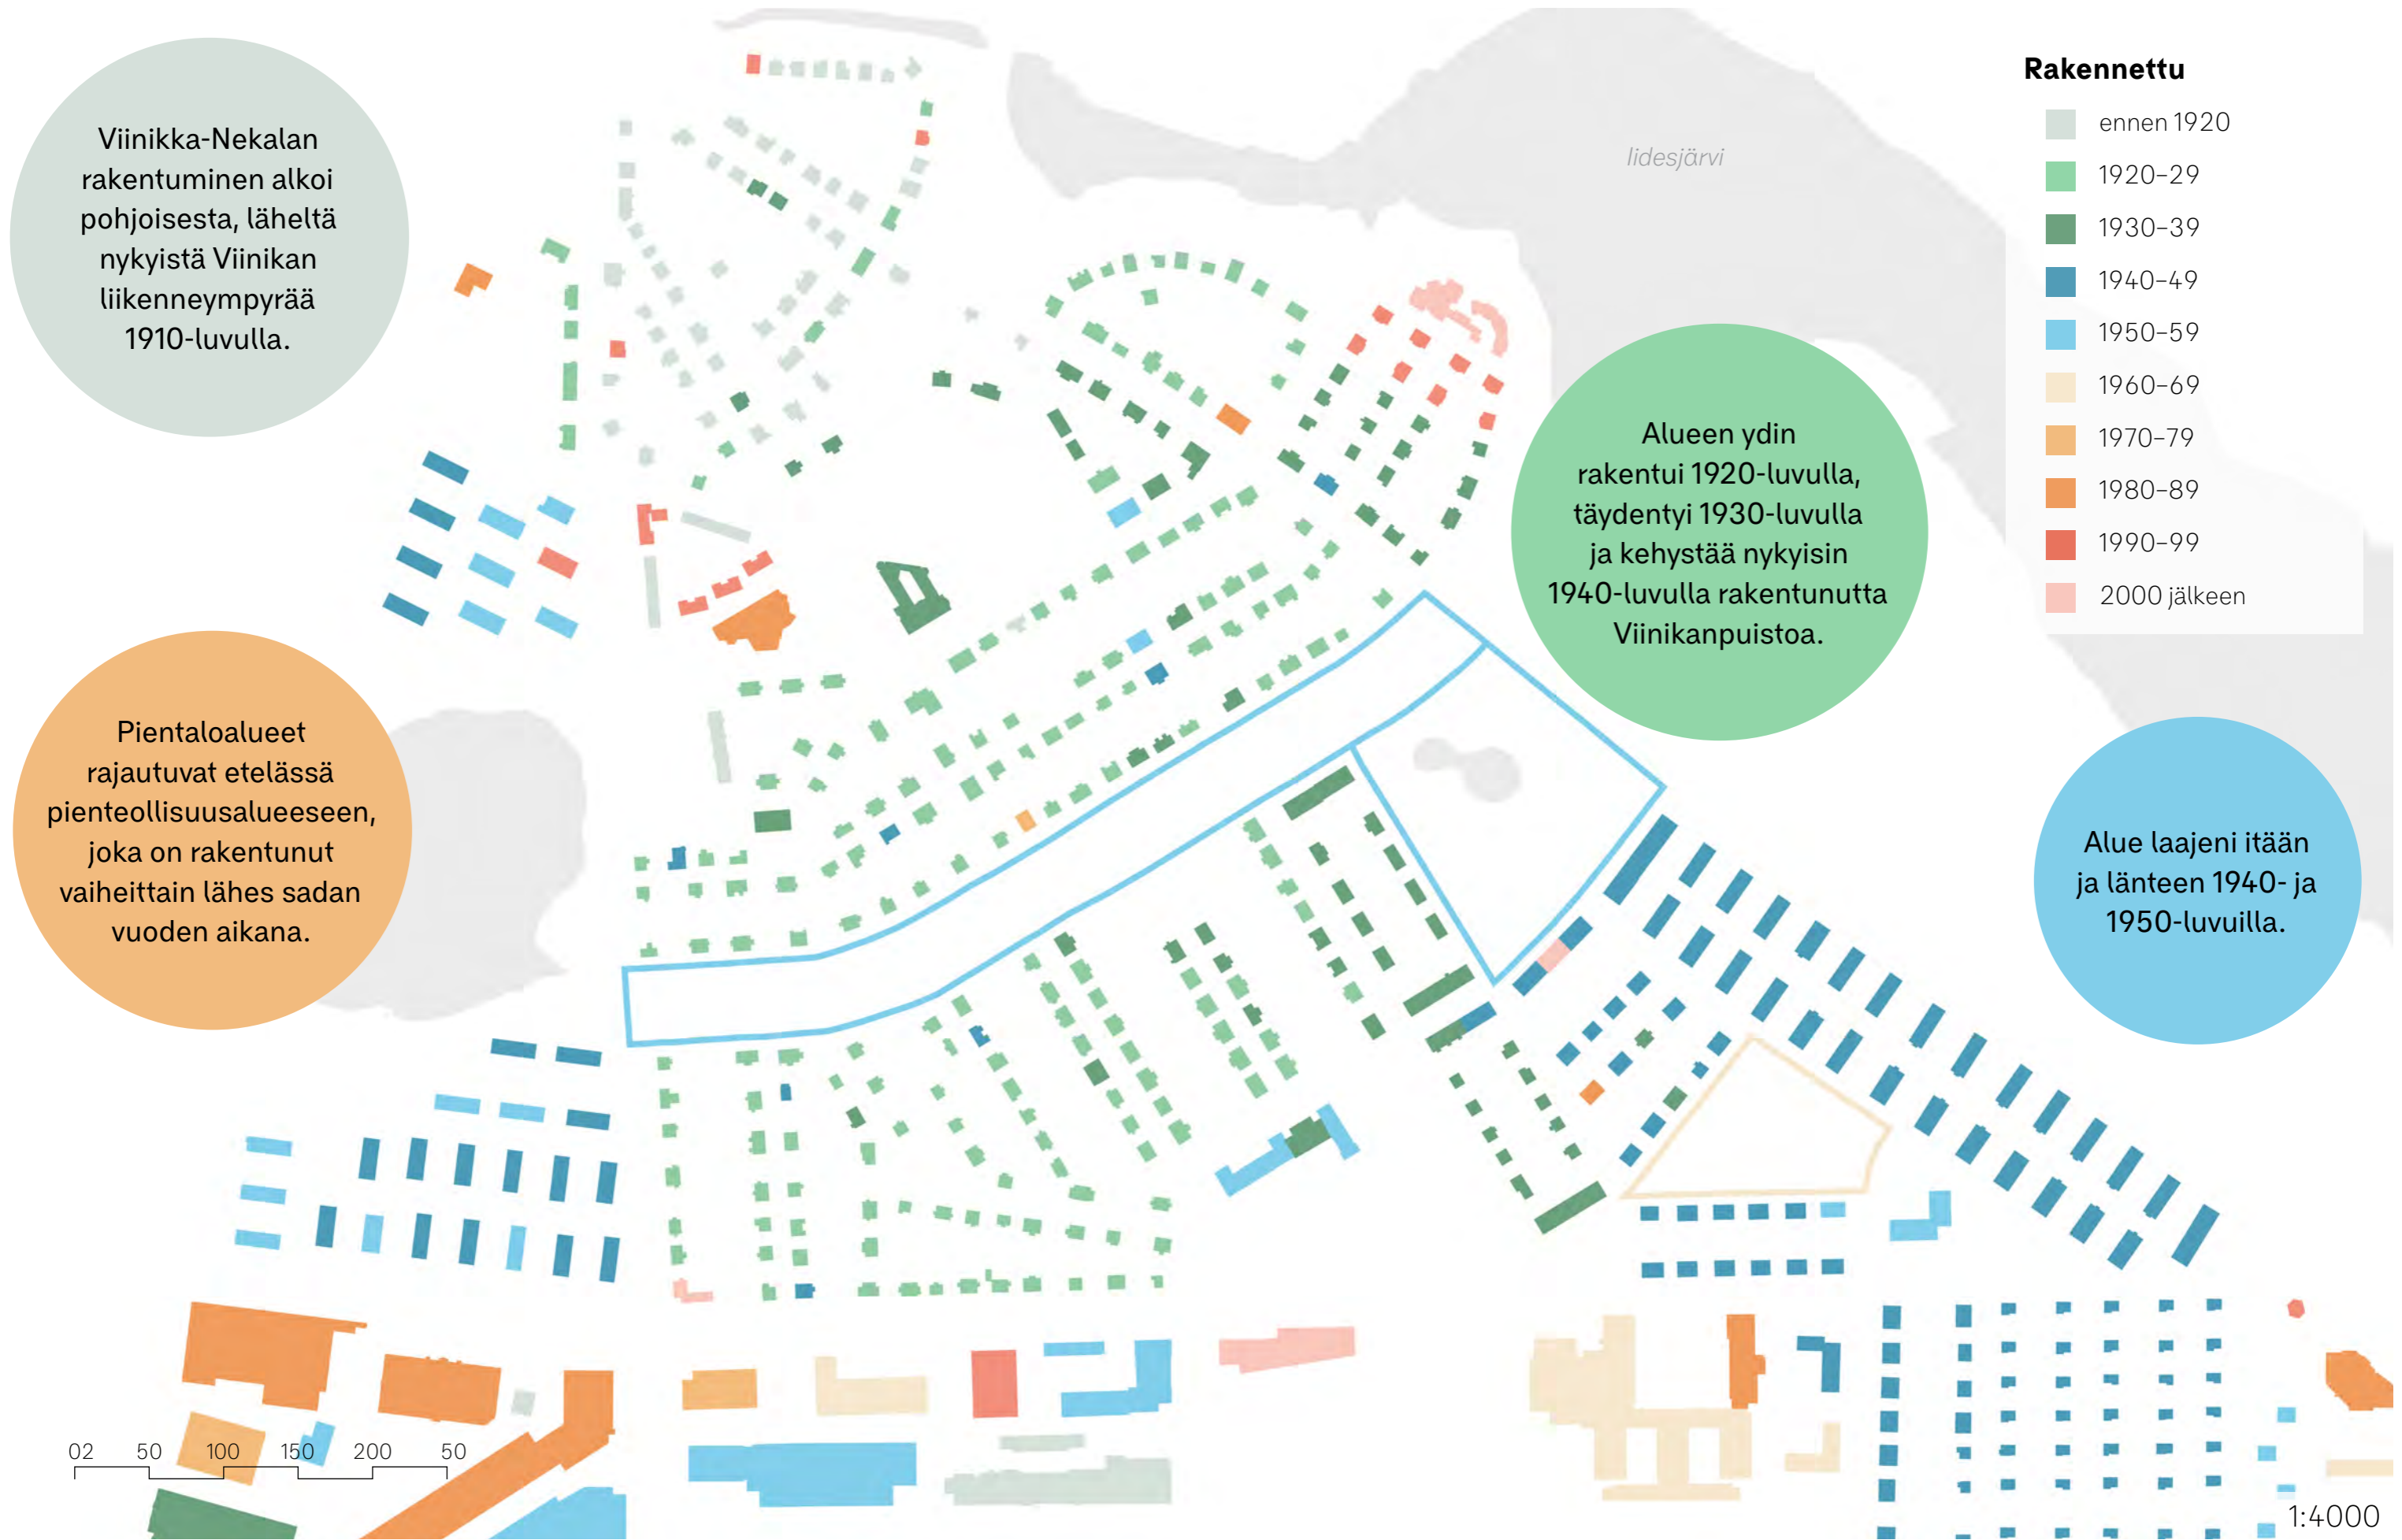 Viinikka-Nekalan
rakentuminen alkoi
pohjoisesta, läheltä
nykyistä Viinikan
liikenneympyrää
1910-luvulla.
Iidesjärvi
Rakennettu
ennen 1920
1920–29
1930–39
1940–49
1950–59
1960–69
1970–79
1980–89
1990–99
2000 jälkeen
Alueen ydin
rakentui 1920-luvulla,
täydentyi 1930-luvulla
ja kehystää nykyisin
1940-luvulla rakentunutta
Viinikanpuistoa.
Pientaloalueet
rajautuvat etelässä
pienteollisuusalueeseen,
joka on rakentunut
vaiheittain lähes sadan
vuoden aikana.
Alue laajeni itään
ja länteen 1940- ja
1950-luvuilla.
02 50 100 150 200 50
1:4000